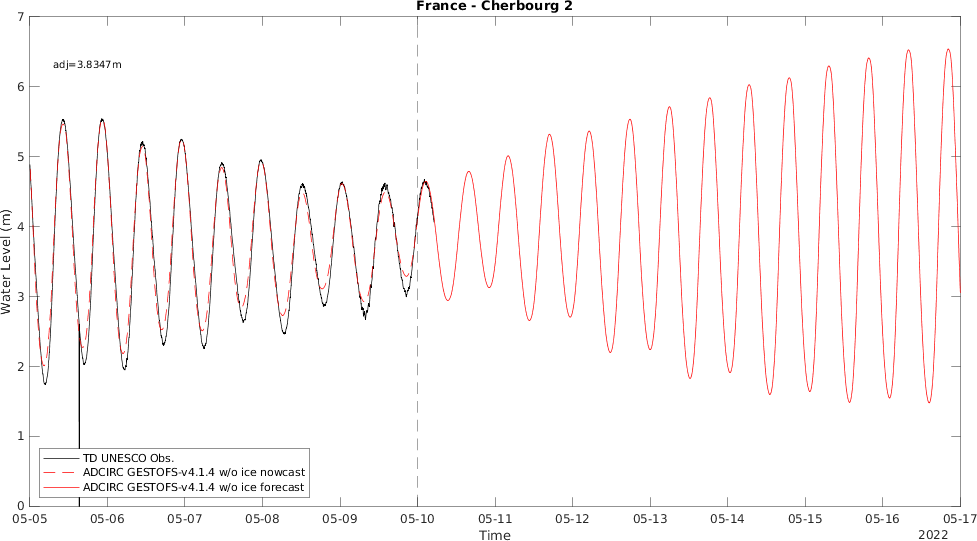 France - Cherbourg 2
7
adj=3.8347m
6
5
4
Water Level (m)
3
2
1
TD UNESCO Obs.
ADCIRC GESTOFS-v4.1.4 w/o ice nowcast
ADCIRC GESTOFS-v4.1.4 w/o ice forecast
0
05-05 05-06 05-07 05-08 05-09 05-10 05-11 05-12 05-13 05-14 05-15 05-16 05-17
Time
2022